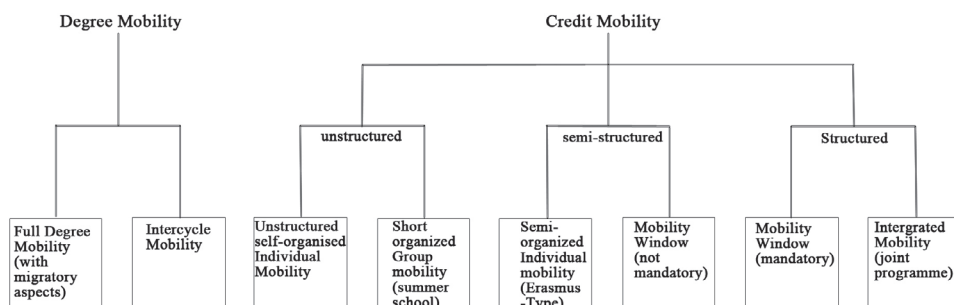 Degree Mobility
Credit Mobility
unstructured
semi-structured
Structured
Full Degree
Mobility
(with
migratory
aspects)
Intercycle
Mobility
Unstructured
self-organised
Individual
Mobility
Short
organized
Group
mobility
(summer
school)
Semi-
organized
Individual
mobility
(Erasmus
-Type)
Mobility
Window
(not
mandatory)
Mobility
Window
(mandatory)
Intergrated
Mobility
(joint
programme)